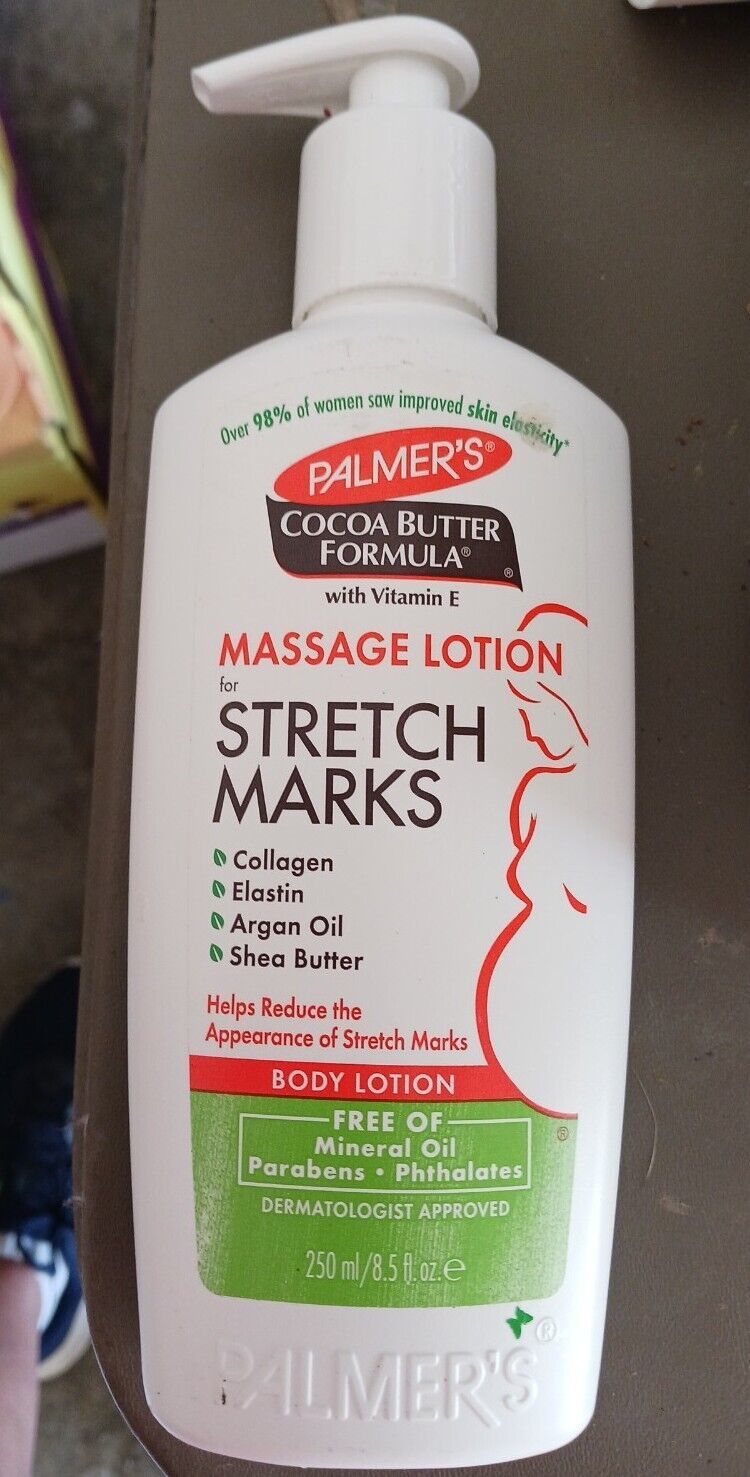 Over 98% of women saw improved skin elasticity*
PALMER'S®
COCOA BUTTER
FORMULA®
®
with Vitamin E
MASSAGE LOTION
for
STRETCH
MARKS
Collagen
Elastin
Argan Oil
Shea Butter
Helps Reduce the
Appearance of Stretch Marks
BODY LOTION
FREE OF
®
Mineral Oil
Parabens • Phthalates
DERMATOLOGIST APPROVED
250 ml/8.5 fl. oz. ℮
®
PALMER'S